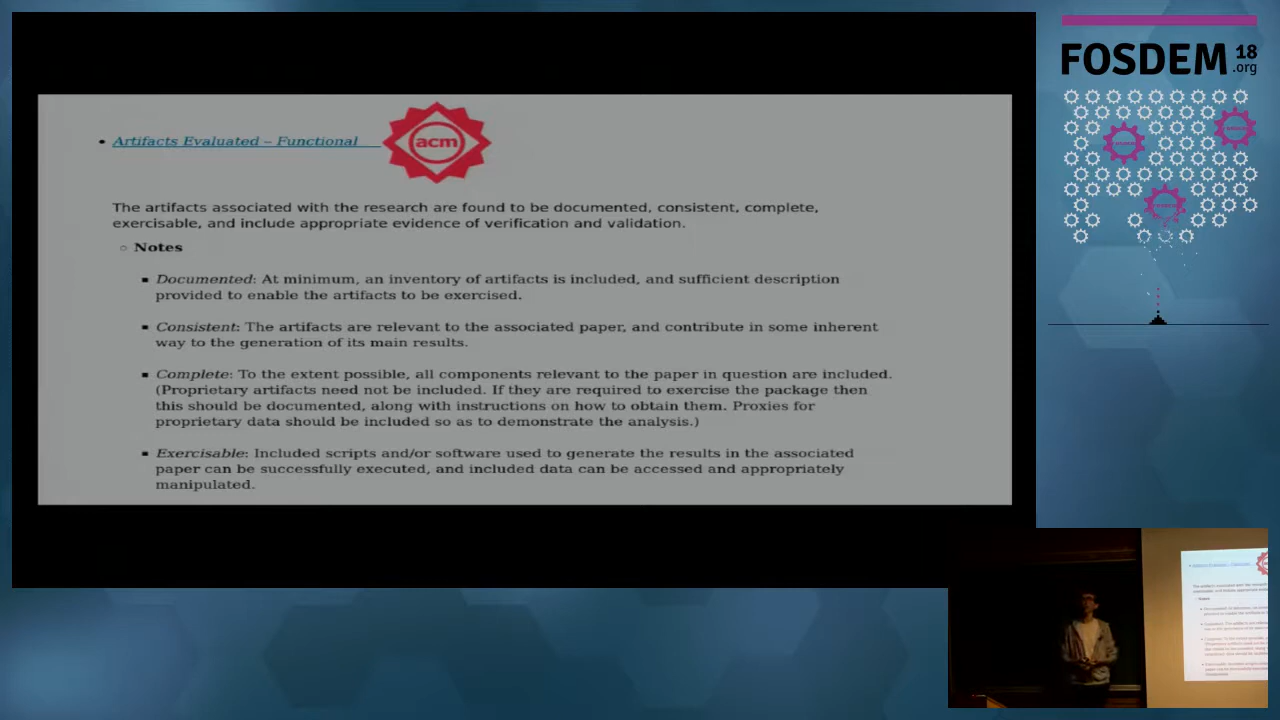 • Artifacts Evaluated – Functional
acm
The artifacts associated with the research are found to be documented, consistent, complete,
exercisable, and include appropriate evidence of verification and validation.
○ Notes
▪ Documented: At minimum, an inventory of artifacts is included, and sufficient description
provided to enable the artifacts to be exercised.
▪ Consistent: The artifacts are relevant to the associated paper, and contribute in some inherent
way to the generation of its main results.
▪ Complete: To the extent possible, all components relevant to the paper in question are included.
(Proprietary artifacts need not be included. If they are required to exercise the package then
this should be documented, along with instructions on how to obtain them. Proxies for
proprietary data should be included so as to demonstrate the analysis.)
▪ Exercisable: Included scripts and/or software used to generate the results in the associated
paper can be successfully executed, and included data can be accessed and appropriately
manipulated.
FOSDEM 18
.org